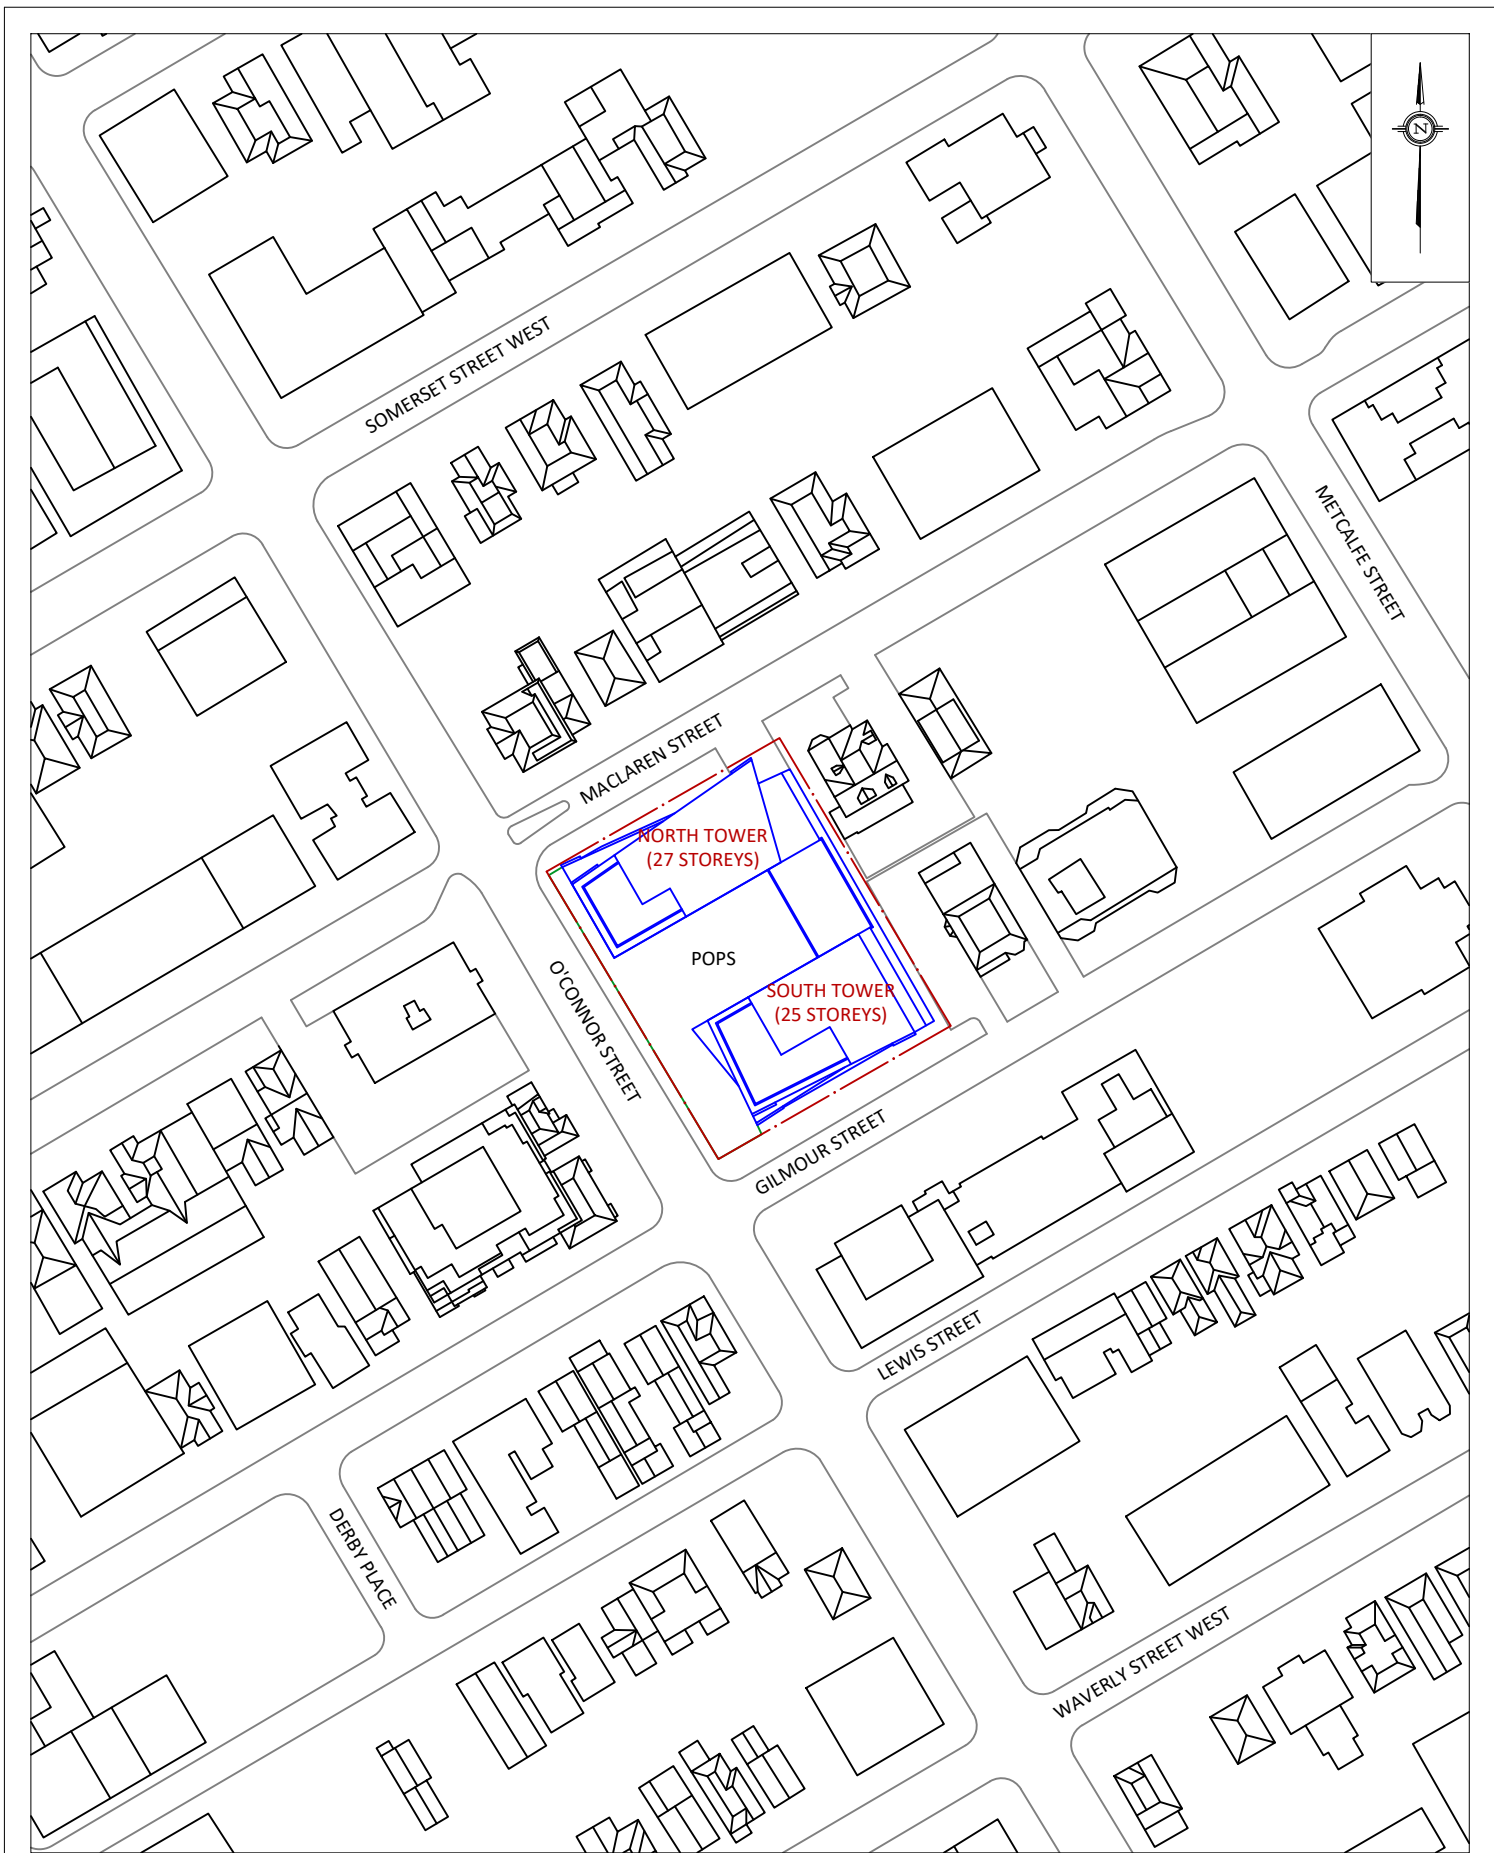 N
SOMERSET STREET WEST
METCALFE STREET
MACLAREN STREET
NORTH TOWER
(27 STOREYS)
POPS
O'CONNOR STREET
SOUTH TOWER
(25 STOREYS)
GILMOUR STREET
LEWIS STREET
DERBY PLACE
WAVERLY STREET WEST